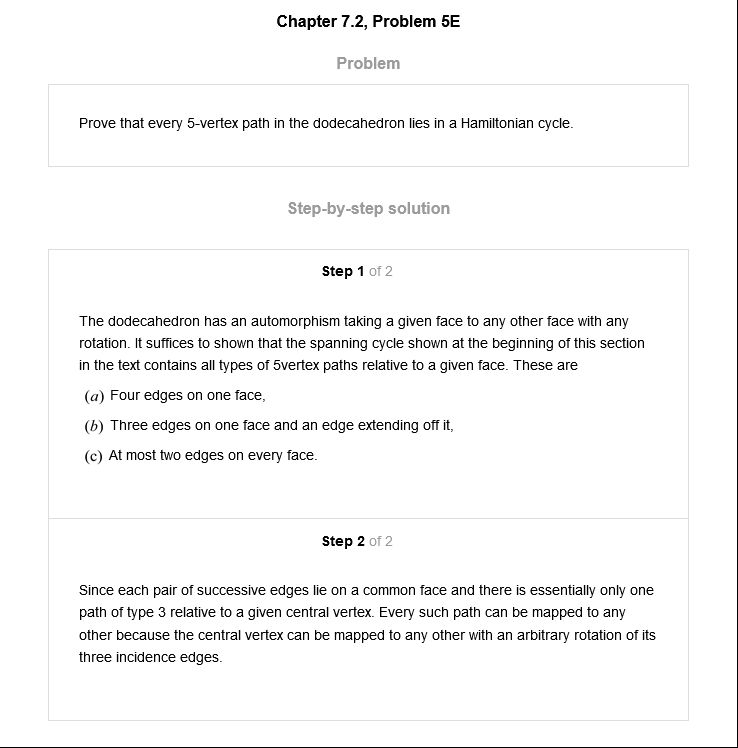 Chapter 7.2, Problem 5E
Problem
Prove that every 5-vertex path in the dodecahedron lies in a Hamiltonian cycle.
Step-by-step solution
Step 1 of 2
The dodecahedron has an automorphism taking a given face to any other face with any
rotation. It suffices to shown that the spanning cycle shown at the beginning of this section
in the text contains all types of 5vertex paths relative to a given face. These are
(a) Four edges on one face,
(b) Three edges on one face and an edge extending off it,
(c) At most two edges on every face.
Step 2 of 2
Since each pair of successive edges lie on a common face and there is essentially only one
path of type 3 relative to a given central vertex. Every such path can be mapped to any
other because the central vertex can be mapped to any other with an arbitrary rotation of its
three incidence edges.